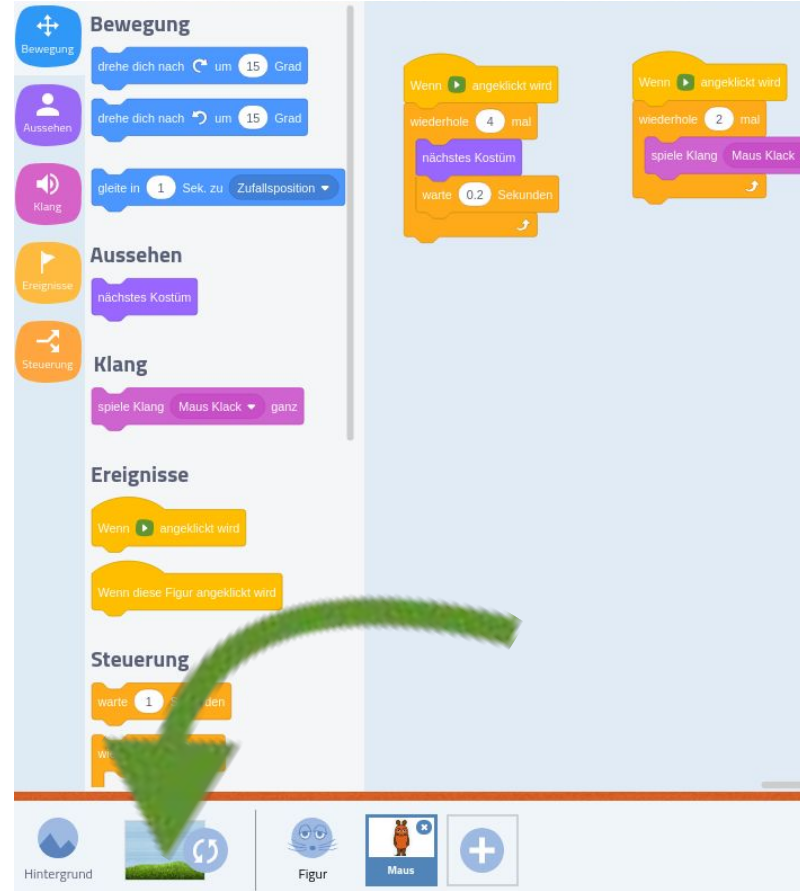 Bewegung
Aussehen
Klang
Ereignisse
Steuerung
Bewegung
drehe dich nach um 15 Grad
drehe dich nach um 15 Grad
gleite in 1 Sek. zu Zufallsposition
Aussehen
nächstes Kostüm
Klang
spiele Klang Maus Klack ganz
Ereignisse
Wenn angeklickt wird
Wenn diese Figur angeklickt wird
Steuerung
warte 1
Wenn angeklickt wird
wiederhole 4 mal
nächstes Kostüm
warte 0.2 Sekunden
Wenn angeklickt wird
wiederhole 2 mal
spiele Klang Maus Klack
Hintergrund
Figur
Maus